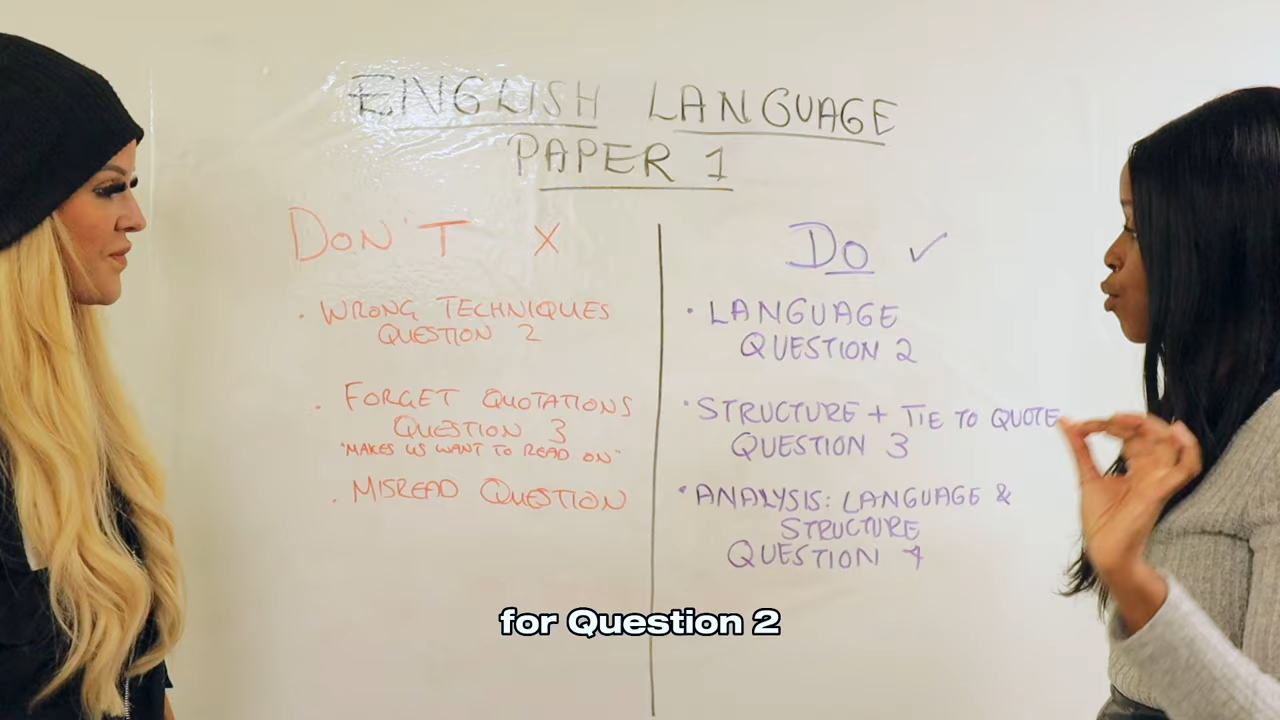 ENGLISH LANGUAGE
PAPER 1
DON'T X
• WRONG TECHNIQUES
QUESTION 2
• FORGET QUOTATIONS
QUESTION 3
"MAKES US WANT TO READ ON"
• MISREAD QUESTION
DO ✓
• LANGUAGE
QUESTION 2
• STRUCTURE + TIE TO QUOTE
QUESTION 3
• ANALYSIS: LANGUAGE &
STRUCTURE
QUESTION 4
for Question 2